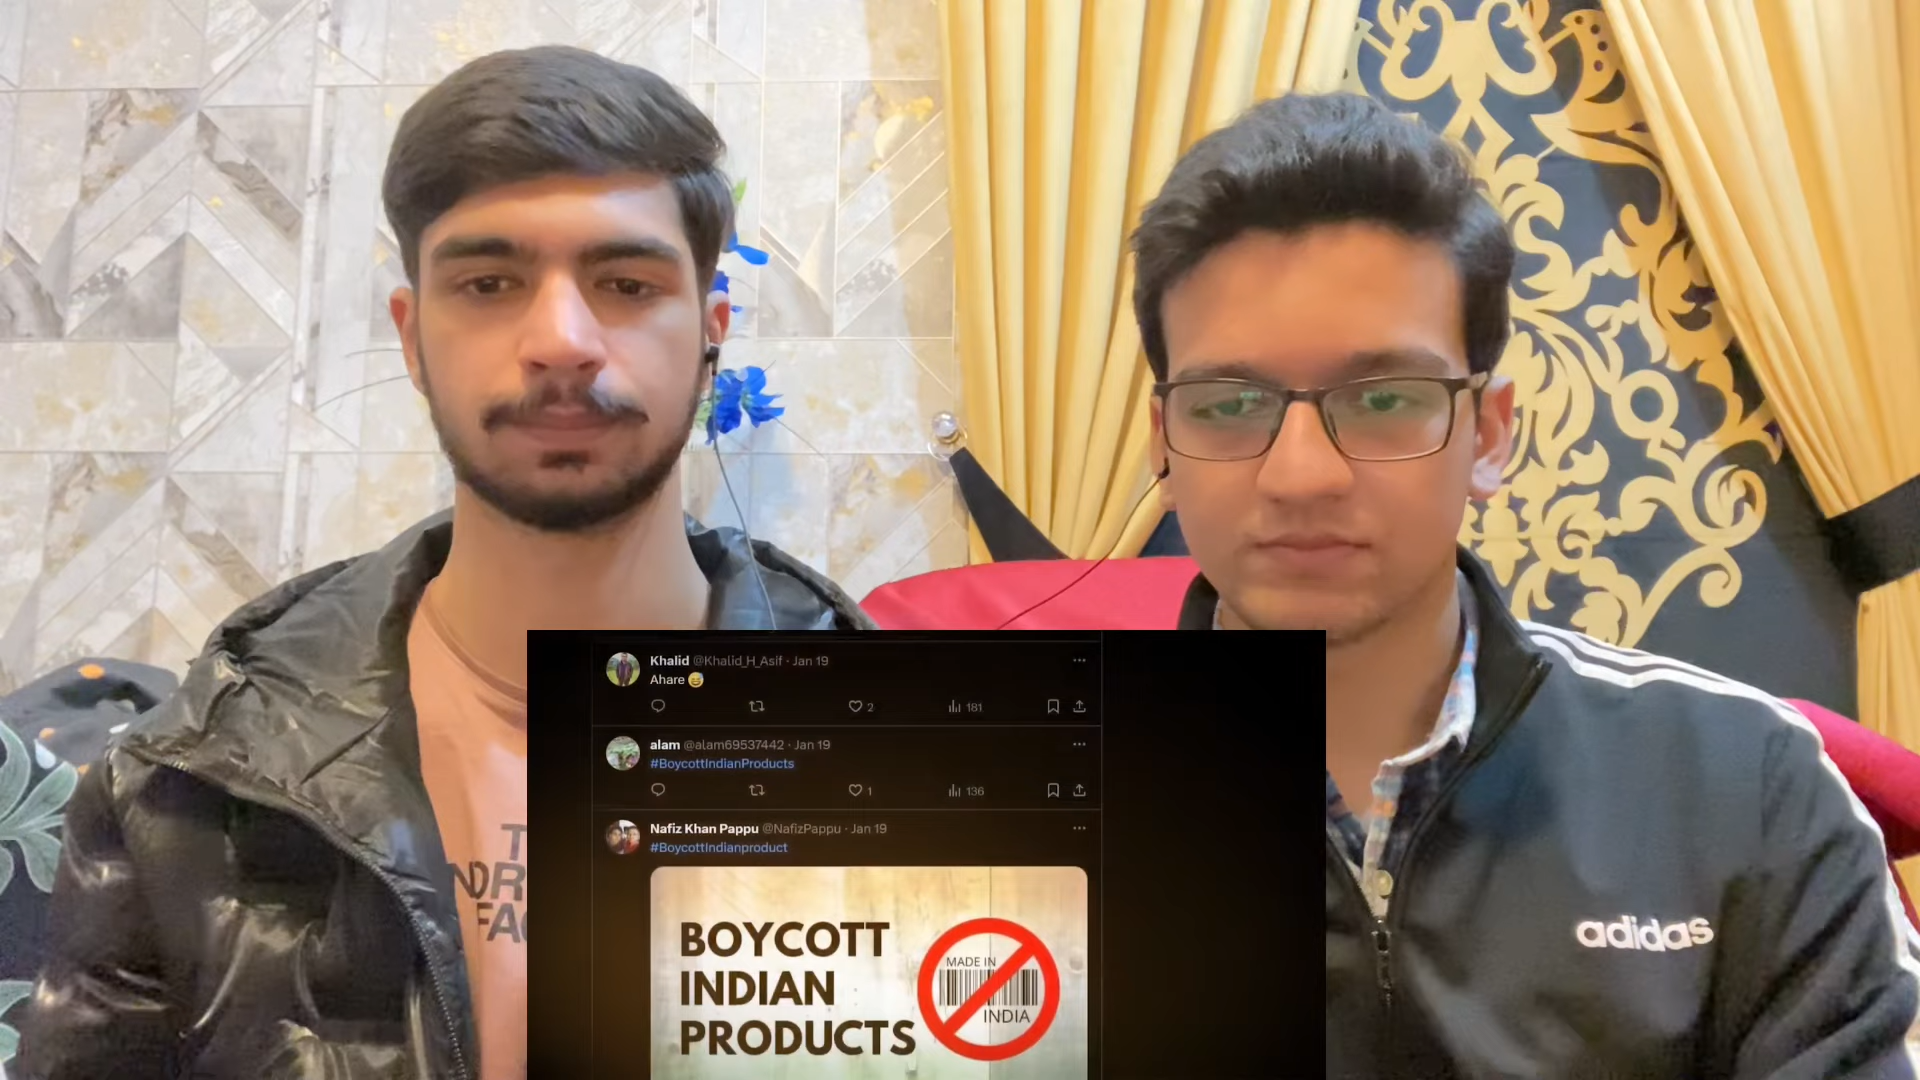 Khalid @Khalid_H_Asif · Jan 19
Ahare 😅
2 181
alam @alam69537442 · Jan 19
#BoycottIndianProducts
1 136
Nafiz Khan Pappu @NafizPappu · Jan 19
#BoycottIndianproduct
BOYCOTT
INDIAN
PRODUCTS
MADE IN
INDIA
adidas